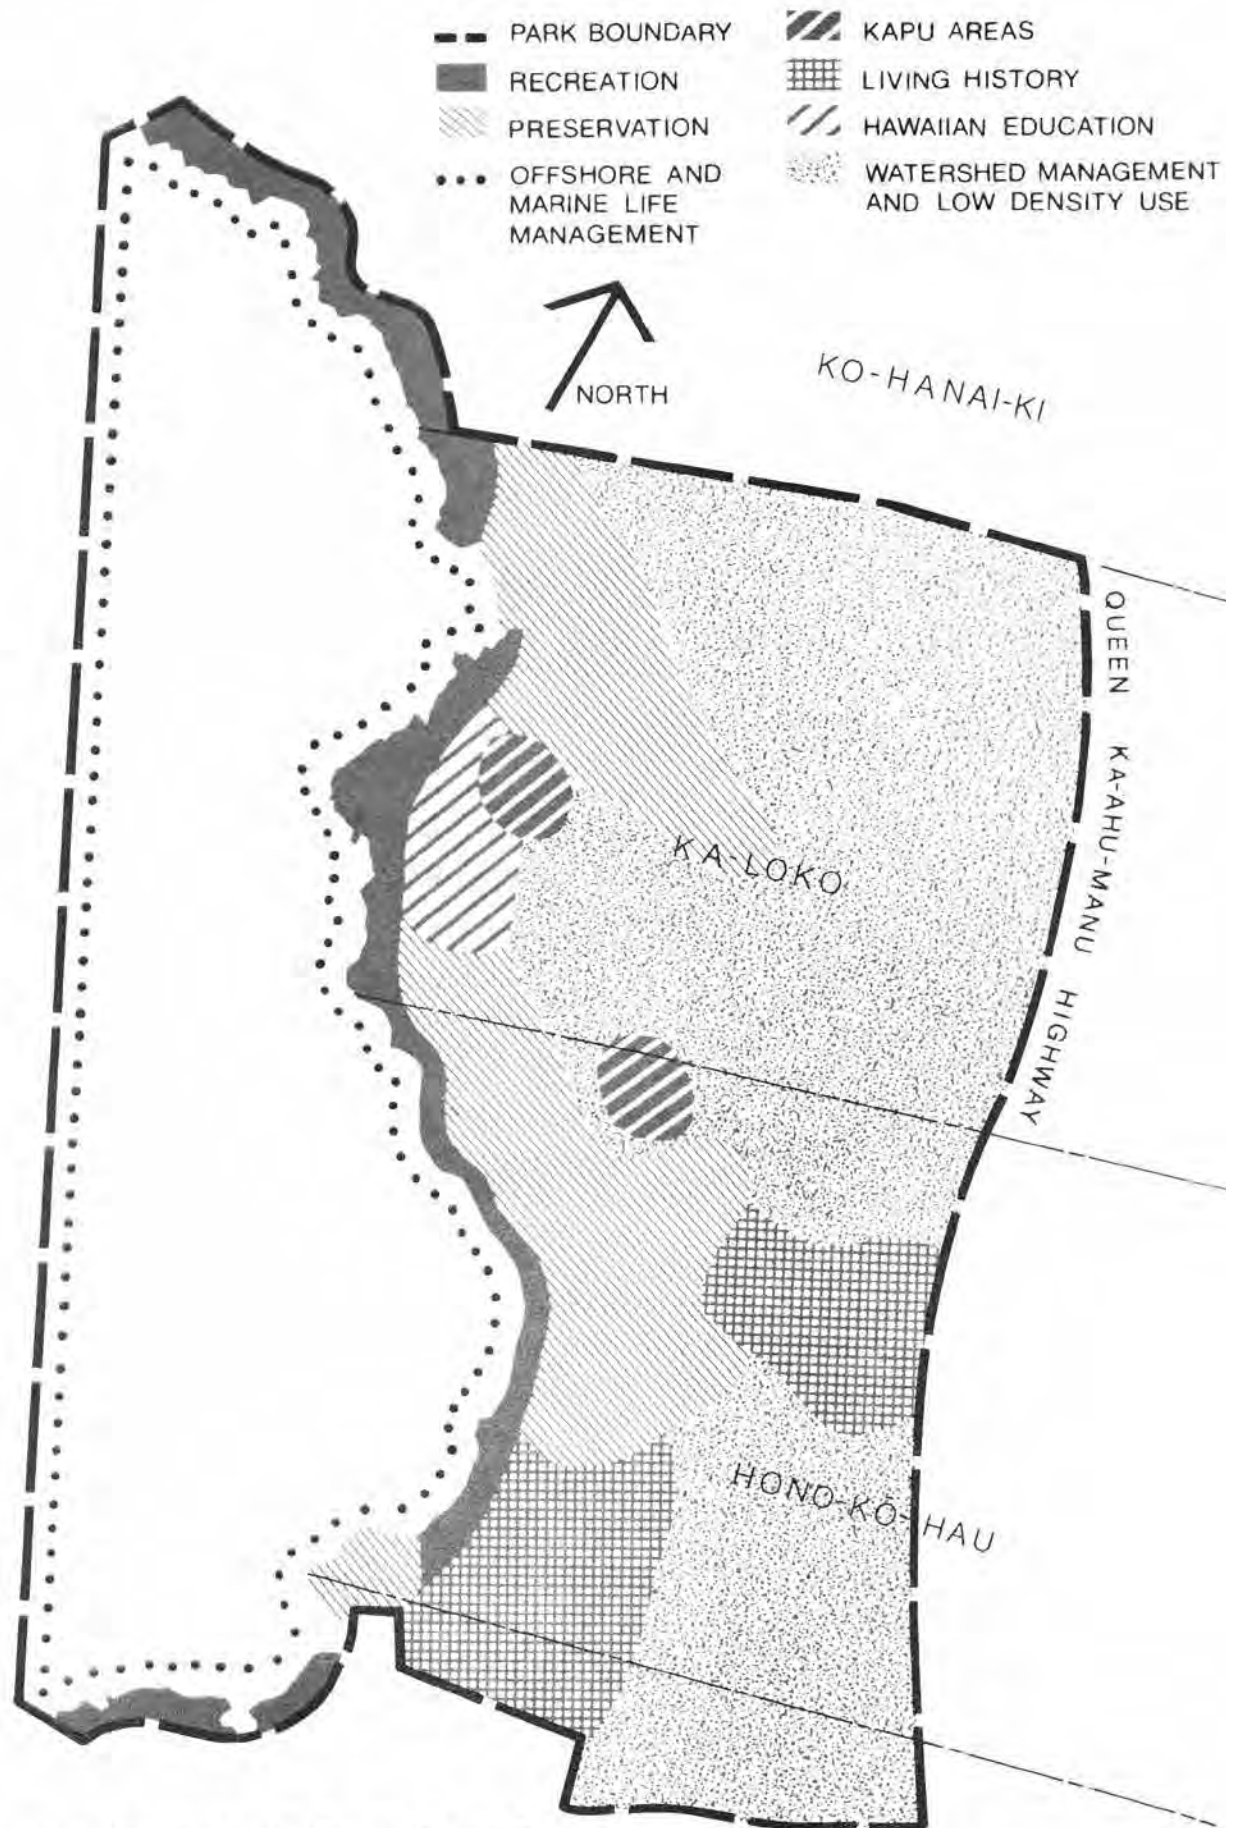 PARK BOUNDARY
RECREATION
PRESERVATION
OFFSHORE AND
MARINE LIFE
MANAGEMENT
KAPU AREAS
LIVING HISTORY
HAWAIIAN EDUCATION
WATERSHED MANAGEMENT
AND LOW DENSITY USE
NORTH
KO-HANAI-KI
QUEEN KA-AHU-MANU HIGHWAY
KA-LOKO
HONO-KŌ-HAU